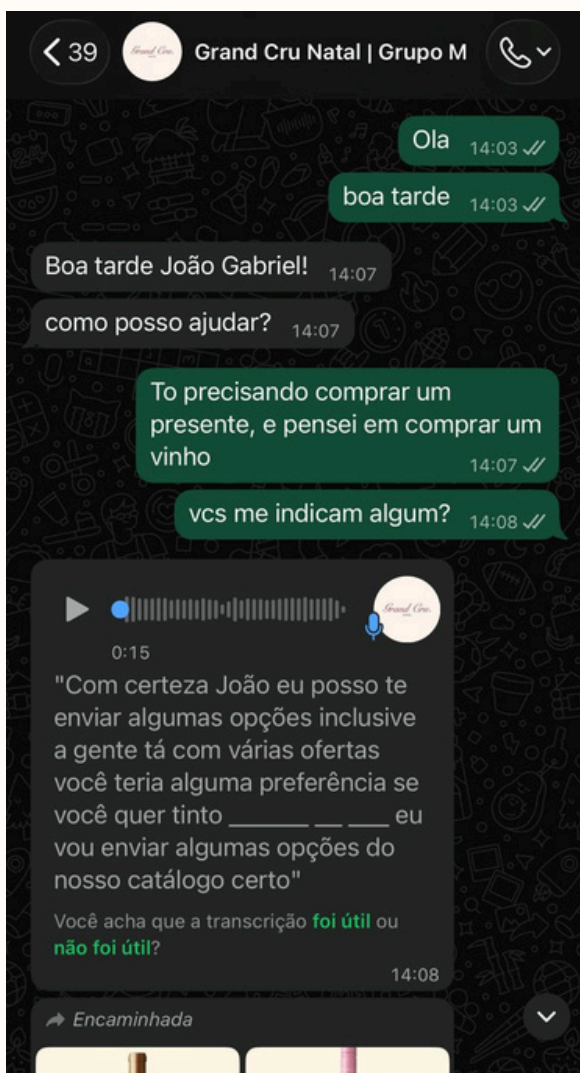 39
Grand Cru.
Grand Cru Natal | Grupo M
Ola 14:03
boa tarde 14:03
Boa tarde João Gabriel! 14:07
como posso ajudar? 14:07
To precisando comprar um
presente, e pensei em comprar um
vinho
14:07
vcs me indicam algum? 14:08
Grand Cru.
0:15
"Com certeza João eu posso te
enviar algumas opções inclusive
a gente tá com várias ofertas
você teria alguma preferência se
você quer tinto _______ __ ____ eu
vou enviar algumas opções do
nosso catálogo certo"
Você acha que a transcrição foi útil ou
não foi útil?
14:08
Encaminhada